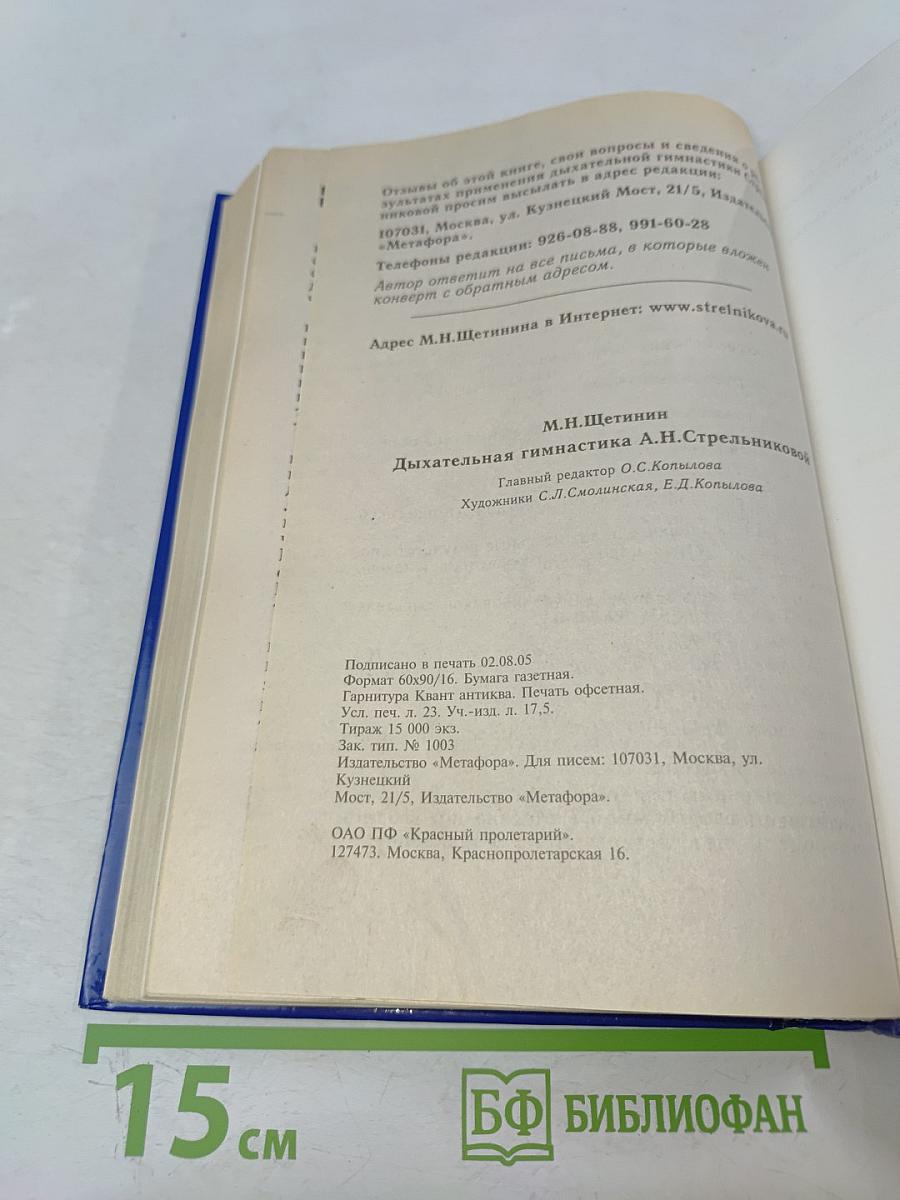 Отзывы об этой книге, свои вопросы и сведения о
зультатах применения дыхательной гимнастики
никовой просим высылать в адрес редакции:
107031, Москва, ул. Кузнецкий Мост, 21/5,
«Метафора».
Телефоны редакции: 926-08-88, 991-60-28
Автор ответит на все письма, в которые вложен
конверт с обратным адресом.
Адрес М.Н.Щетинина в Интернет: www.strelnikova.ru
М.Н.Щетинин
Дыхательная гимнастика А.Н.Стрельниковой
Главный редактор О.С.Копылова
Художники С.Л.Смолинская, Е.Д.Копылова
Подписано в печать 02.08.05
Формат 60х90/16. Бумага газетная.
Гарнитура Квант антиква. Печать офсетная.
Усл. печ. л. 23. Уч.-изд. л. 17,5.
Тираж 15 000 экз.
Зак. тип. № 1003
Издательство «Метафора». Для писем: 107031, Москва, ул.
Кузнецкий
Мост, 21/5, Издательство «Метафора».
ОАО ПФ «Красный пролетарий».
127473. Москва, Краснопролетарская 16.
15 см
БФ БИБЛИОФАН